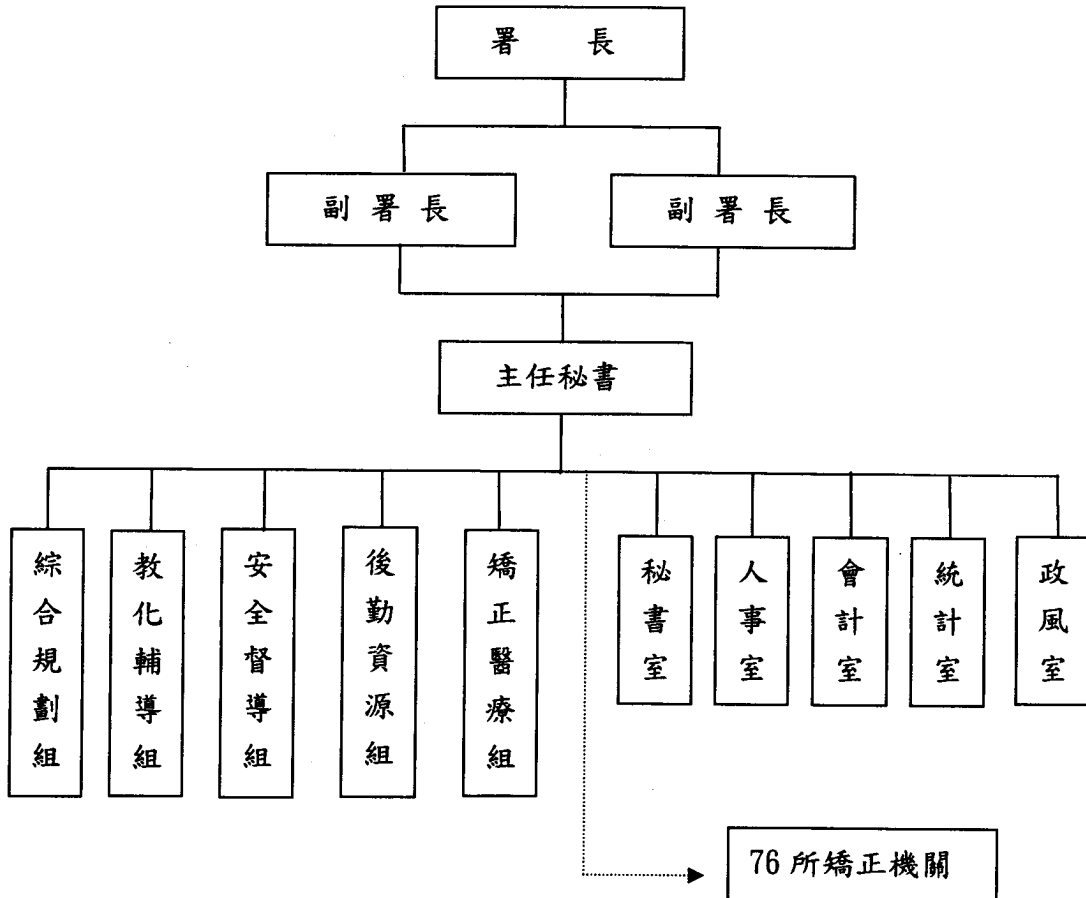 署長
副署長
副署長
主任秘書
綜合規劃組
教化輔導組
安全督導組
後勤資源組
矯正醫療組
秘書室
人事室
會計室
統計室
政風室
76所矯正機關